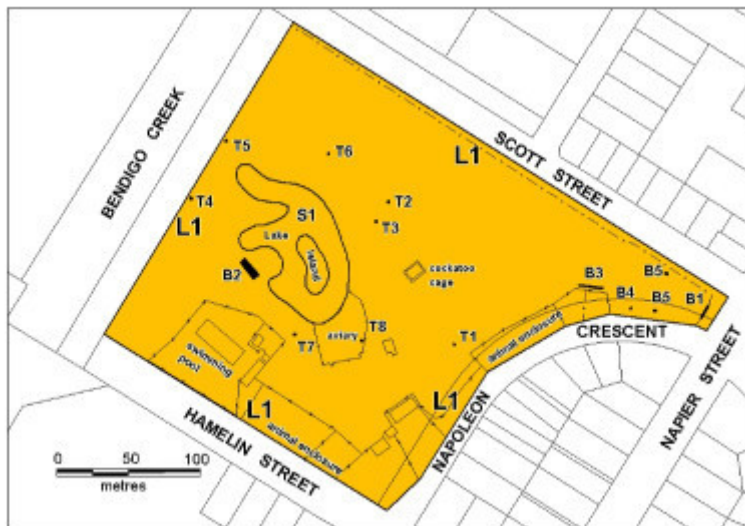 BENDIGO CREEK
SCOTT STREET
L1
T5
T6
T4
L1
S1
T2
T3
Lake
Island
B2
cockatoo
cage
B3
B5
B4
B5
B1
CRESCENT
animal enclosure
T1
aviary
T8
T7
swimming
pool
L1
L1
NAPOLEON
NAPIER STREET
animal enclosure
HAMELIN STREET
0 50 100
metres